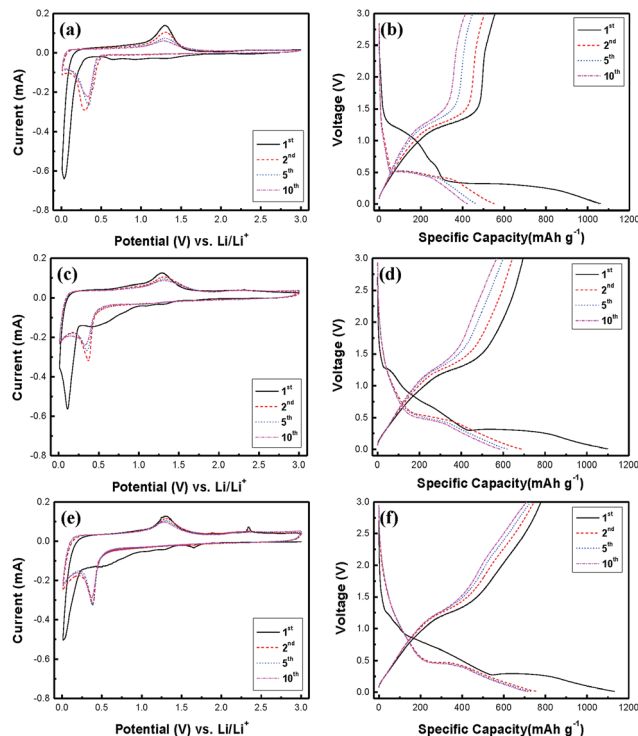 (a)
0.2
0.0
-0.2
-0.4
-0.6
-0.8
Current (mA)
0.0 0.5 1.0 1.5 2.0 2.5 3.0
Potential (V) vs. Li/Li⁺
1st
2nd
5th
10th
(b)
3.0
2.5
2.0
1.5
1.0
0.5
0.0
Voltage (V)
0 200 400 600 800 1000 1200
Specific Capacity(mAh g⁻¹)
1st
2nd
5th
10th
(c)
0.2
0.0
-0.2
-0.4
-0.6
-0.8
Current (mA)
0.0 0.5 1.0 1.5 2.0 2.5 3.0
Potential (V) vs. Li/Li⁺
1st
2nd
5th
10th
(d)
3.0
2.5
2.0
1.5
1.0
0.5
0.0
Voltage (V)
0 200 400 600 800 1000 1200
Specific Capacity(mAh g⁻¹)
1st
2nd
5th
10th
(e)
0.2
0.0
-0.2
-0.4
-0.6
-0.8
Current (mA)
0.0 0.5 1.0 1.5 2.0 2.5 3.0
Potential (V) vs. Li/Li⁺
1st
2nd
5th
10th
(f)
3.0
2.5
2.0
1.5
1.0
0.5
0.0
Voltage (V)
0 200 400 600 800 1000 1200
Specific Capacity(mAh g⁻¹)
1st
2nd
5th
10th